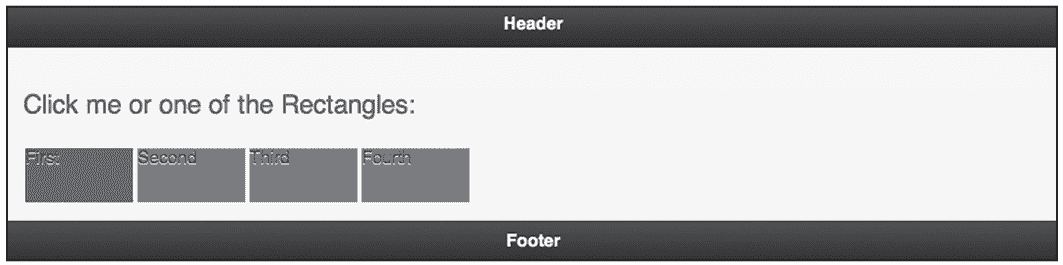 Header
Click me or one of the Rectangles:
First Second Third Fourth
Footer